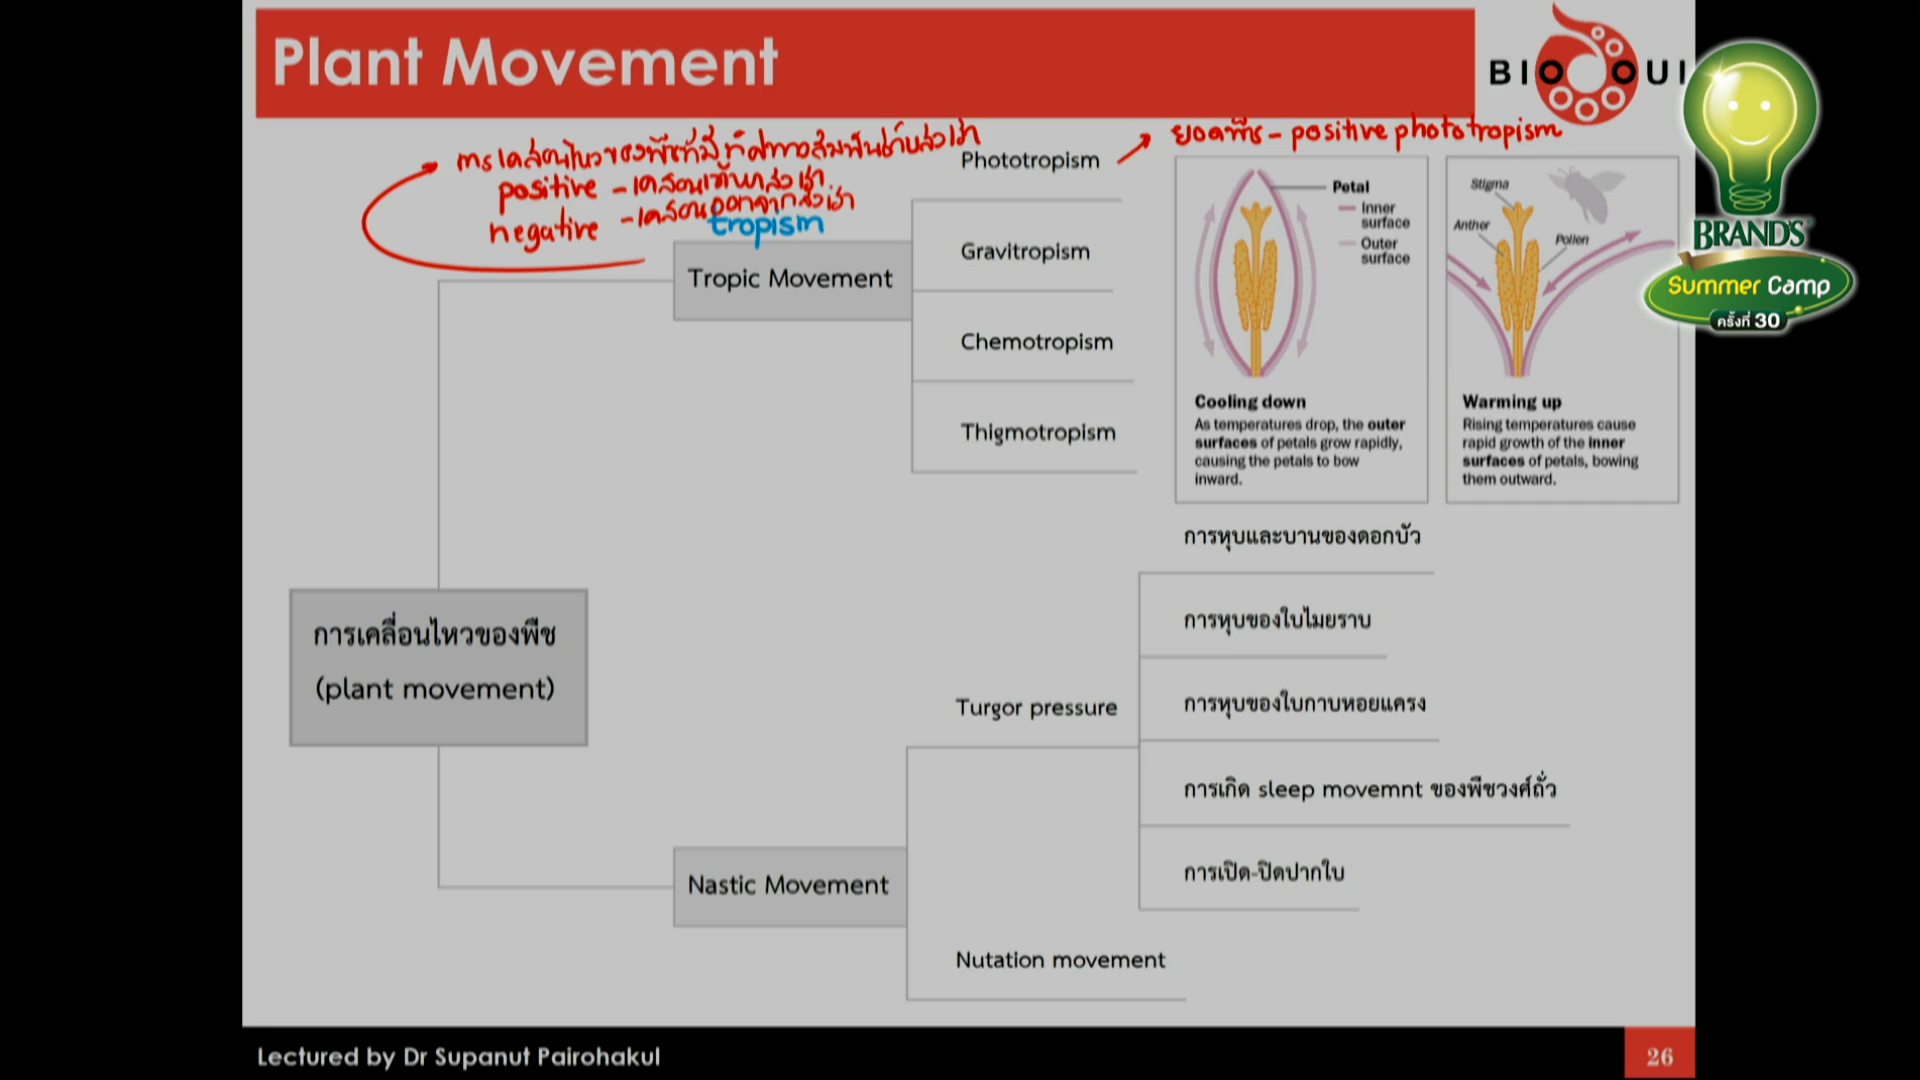 Plant Movement
BIO OUI
การเคลื่อนไหวของพืชที่มีทิศทางสัมพันธ์กับสิ่งเร้า
positive - เคลื่อนเข้าหาสิ่งเร้า
negative - เคลื่อนออกจากสิ่งเร้า
tropism
Tropic Movement
Phototropism
ยอดพืช - positive phototropism
Gravitropism
Chemotropism
Thigmotropism
Petal
Inner
surface
Outer
surface
Cooling down
As temperatures drop, the outer
surfaces of petals grow rapidly,
causing the petals to bow
inward.
Stigma
Anther
Pollen
Warming up
Rising temperatures cause
rapid growth of the inner
surfaces of petals, bowing
them outward.
BRAND'S
Summer Camp
ครั้งที่ 30
การเคลื่อนไหวของพืช
(plant movement)
Nastic Movement
Turgor pressure
การหุบและบานของดอกบัว
การหุบของใบไมยราบ
การหุบของใบกาบหอยแครง
การเกิด sleep movemnt ของพืชวงศ์ถั่ว
การเปิด-ปิดปากใบ
Nutation movement
Lectured by Dr Supanut Pairohakul
26